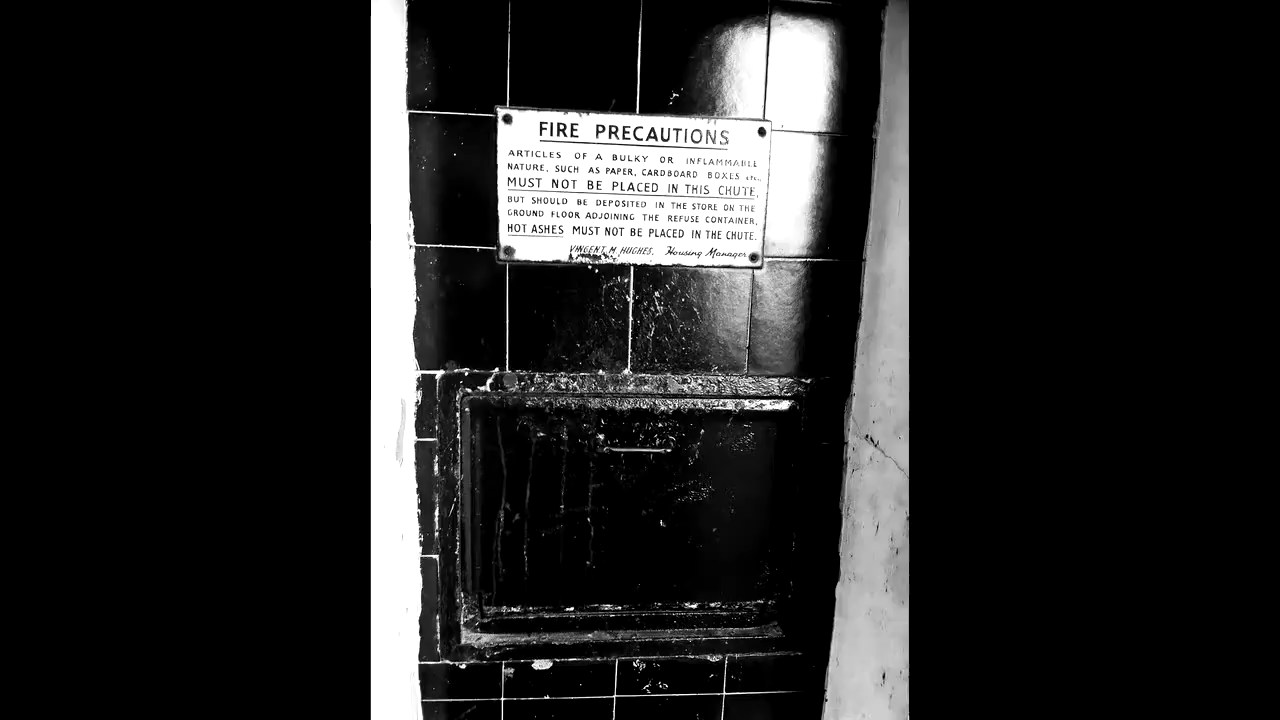 FIRE PRECAUTIONS
ARTICLES OF A BULKY OR INFLAMMABLE
NATURE, SUCH AS PAPER, CARDBOARD BOXES etc.,
MUST NOT BE PLACED IN THIS CHUTE,
BUT SHOULD BE DEPOSITED IN THE STORE ON THE
GROUND FLOOR ADJOINING THE REFUSE CONTAINER,
HOT ASHES MUST NOT BE PLACED IN THE CHUTE.
VINCENT M HUGHES. Housing Manager